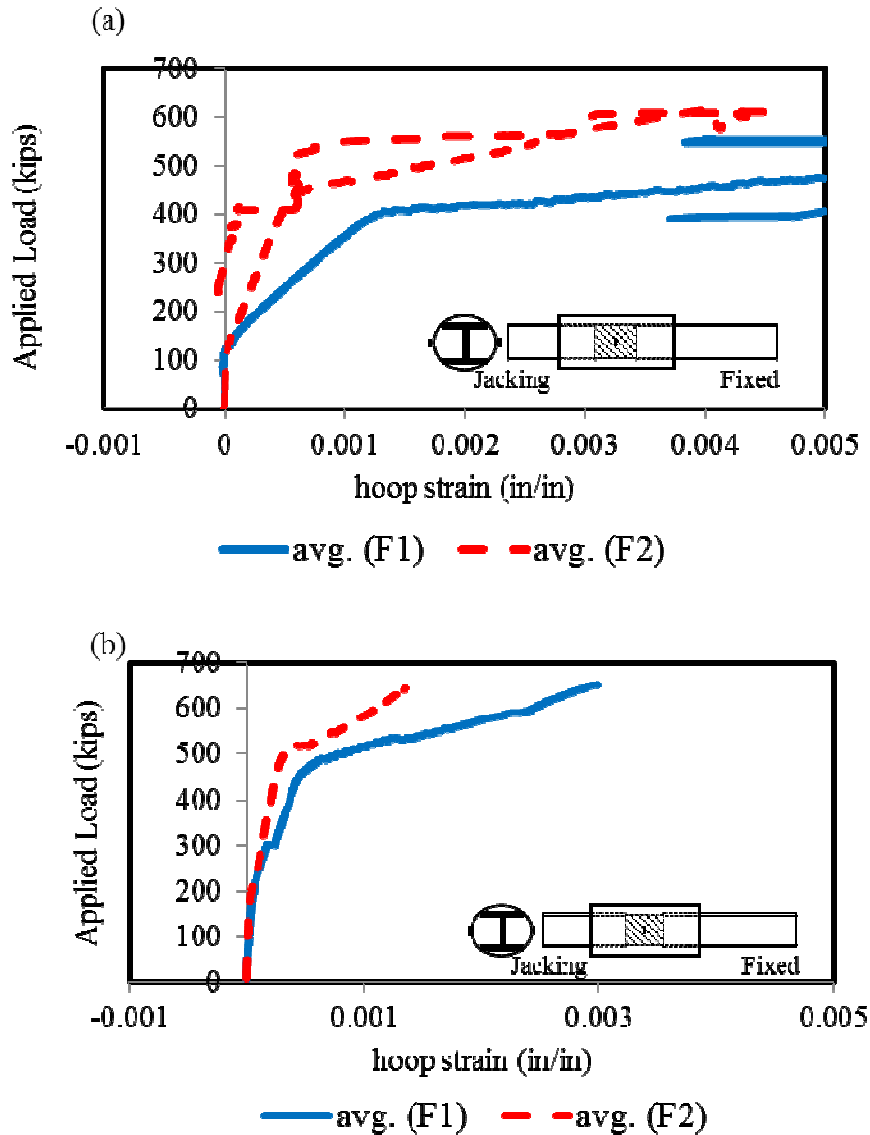 (a)
700
600
500
400
300
200
100
0
Applied Load (kips)
-0.001
0
0.001
0.002
0.003
0.004
0.005
hoop strain (in/in)
Jacking
Fixed
avg. (F1)
avg. (F2)
(b)
700
600
500
400
300
200
100
0
Applied Load (kips)
-0.001
0.001
0.003
0.005
hoop strain (in/in)
Jacking
Fixed
avg. (F1)
avg. (F2)